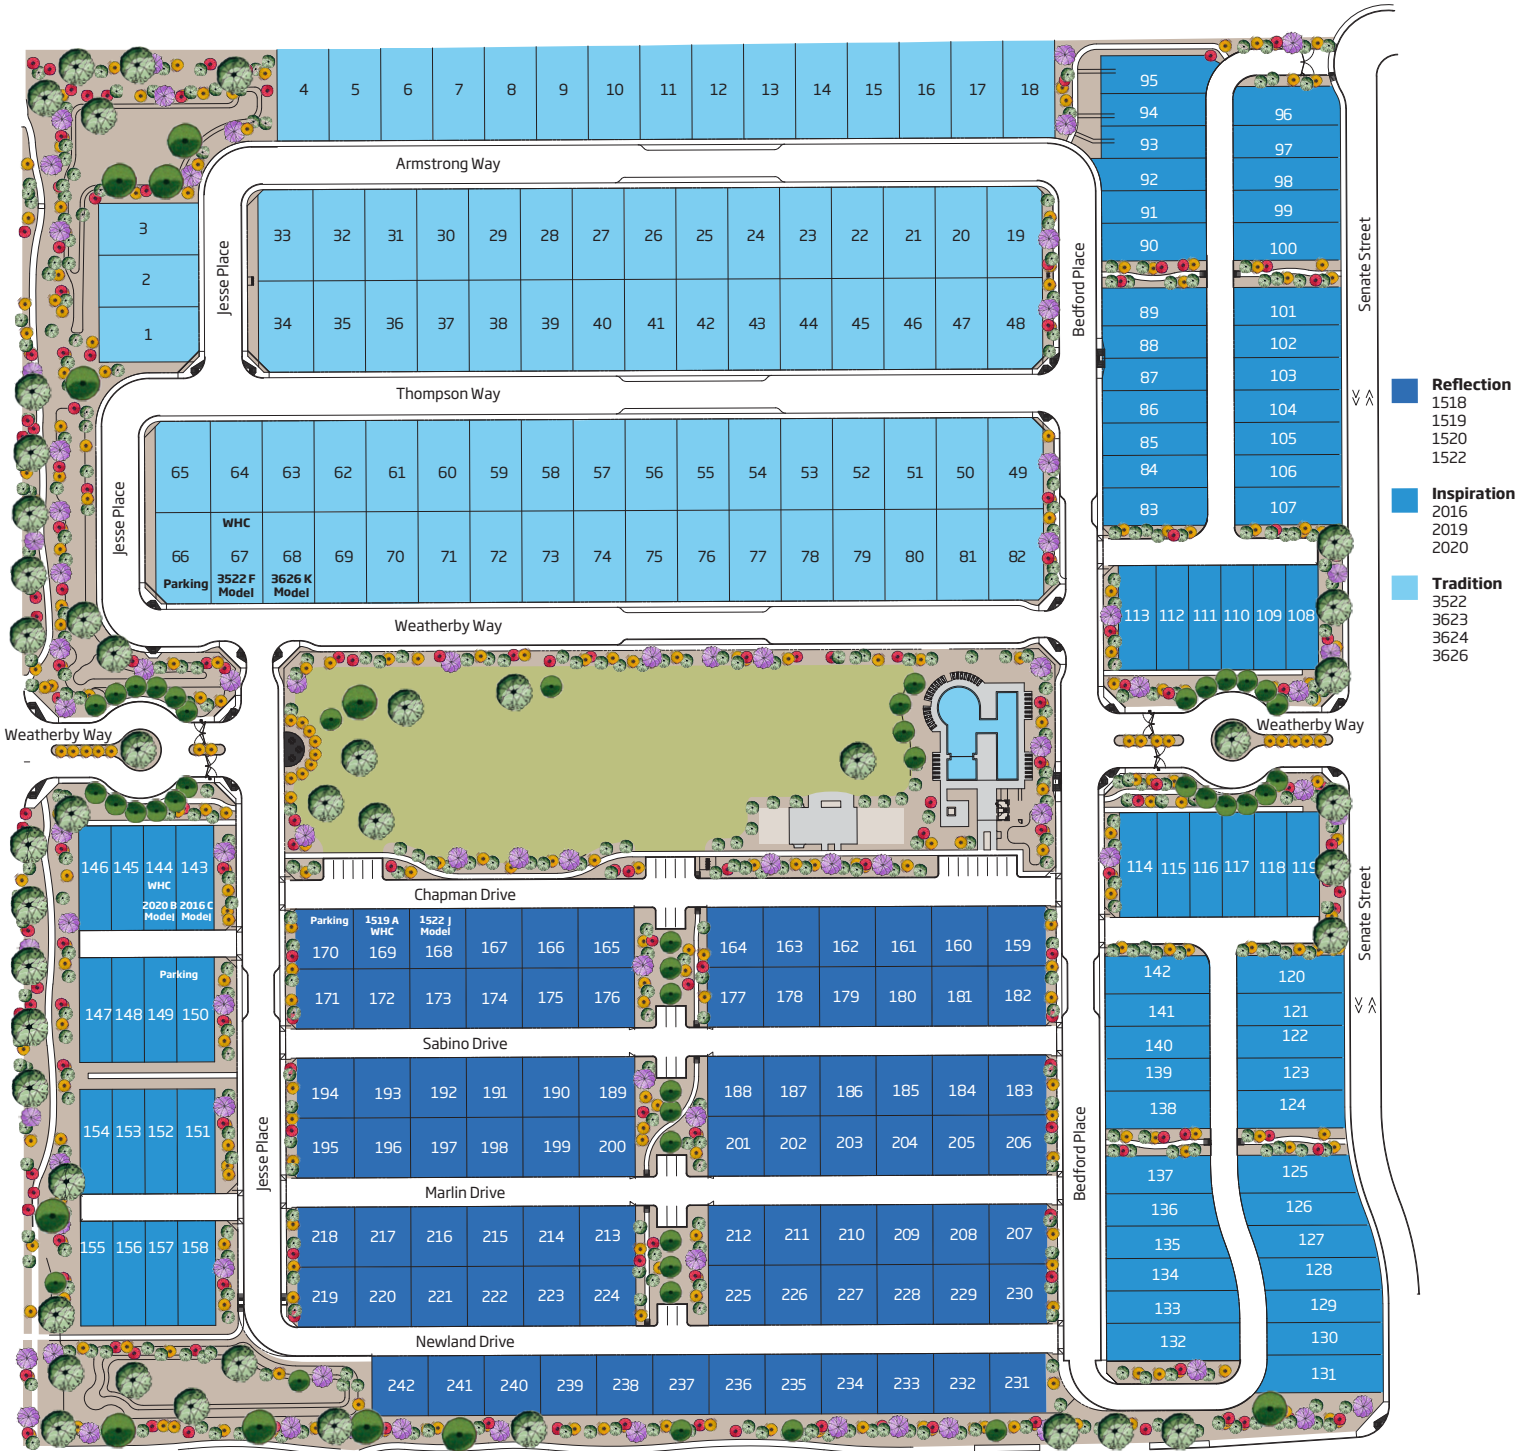 4 5 6 7 8 9 10 11 12 13 14 15 16 17 18
95
94
93
92
91
90
96
97
98
99
100
Armstrong Way
3
2
1
Jesse Place
33 32 31 30 29 28 27 26 25 24 23 22 21 20 19
34 35 36 37 38 39 40 41 42 43 44 45 46 47 48
Bedford Place
Senate Street
89
88
87
86
85
84
83
101
102
103
104
105
106
107
Thompson Way
Jesse Place
65 64 63 62 61 60 59 58 57 56 55 54 53 52 51 50 49
WHC
66 67 68 69 70 71 72 73 74 75 76 77 78 79 80 81 82
Parking
3522 F
Model
3626 K
Model
Weatherby Way
113 112 111 110 109 108
Reflection
1518
1519
1520
1522
Inspiration
2016
2019
2020
Tradition
3522
3623
3624
3626
Weatherby Way
Weatherby Way
146 145 144 143
WHC
2020 B
Model
2016 C
Model
114 115 116 117 118 119
Senate Street
Chapman Drive
Parking
1519 A
WHC
1522 J
Model
170 169 168 167 166 165
164 163 162 161 160 159
171 172 173 174 175 176
177 178 179 180 181 182
Parking
147 148 149 150
142
141
140
139
138
120
121
122
123
124
Sabino Drive
194 193 192 191 190 189
188 187 186 185 184 183
195 196 197 198 199 200
201 202 203 204 205 206
154 153 152 151
Jesse Place
Bedford Place
Marlin Drive
137
136
135
134
133
132
125
126
127
128
129
130
131
155 156 157 158
218 217 216 215 214 213
212 211 210 209 208 207
219 220 221 222 223 224
225 226 227 228 229 230
Newland Drive
242 241 240 239 238 237 236 235 234 233 232 231